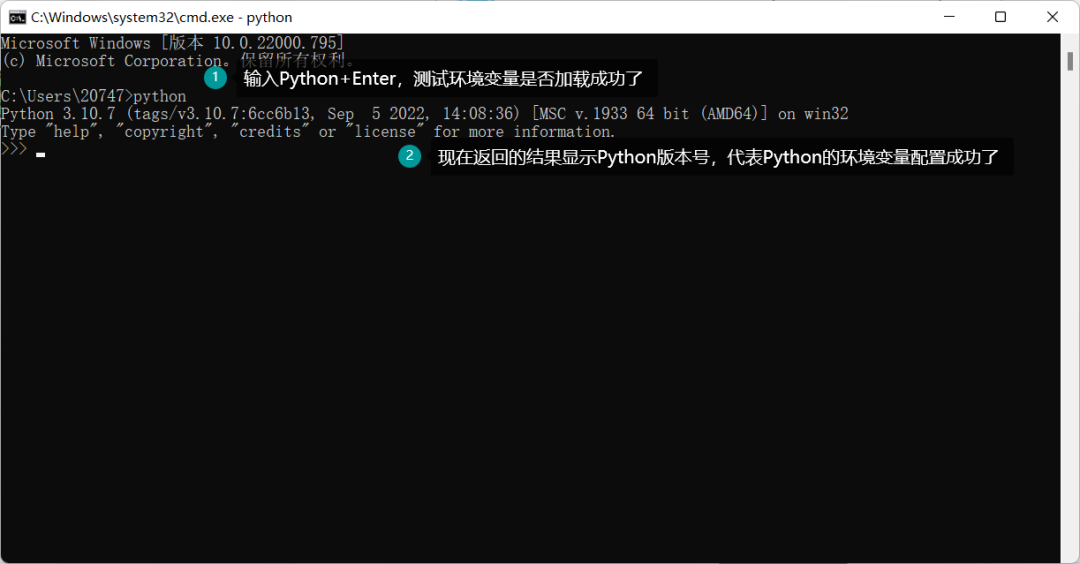 C:\Windows\system32\cmd.exe - python
Microsoft Windows [版本 10.0.22000.795]
(c) Microsoft Corporation。保留所有权利。
1 输入Python+Enter，测试环境变量是否加载成功了
C:\Users\20747>python
Python 3.10.7 (tags/v3.10.7:6cc6b13, Sep  5 2022, 14:08:36) [MSC v.1933 64 bit (AMD64)] on win32
Type "help", "copyright", "credits" or "license" for more information.
>>>
2 现在返回的结果显示Python版本号，代表Python的环境变量配置成功了